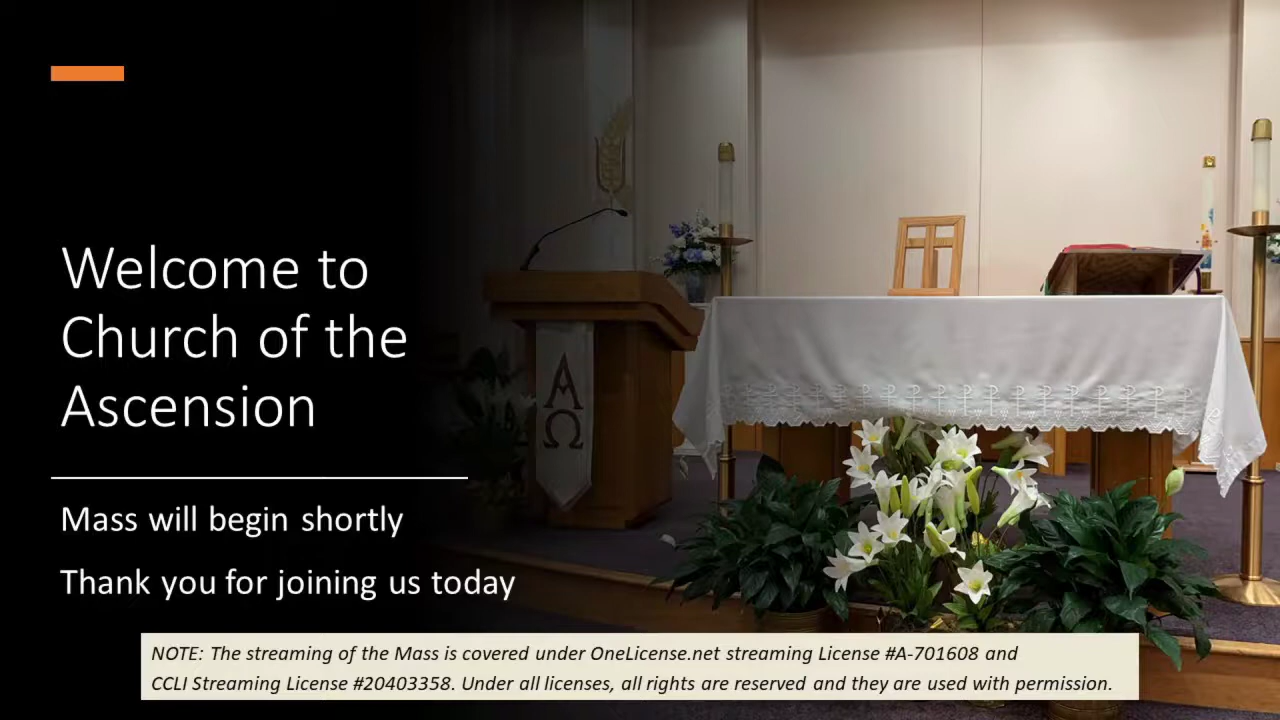 Welcome to
Church of the
Ascension
Mass will begin shortly
Thank you for joining us today
ΑΩ
NOTE: The streaming of the Mass is covered under OneLicense.net streaming License #A-701608 and
CCLI Streaming License #20403358. Under all licenses, all rights are reserved and they are used with permission.